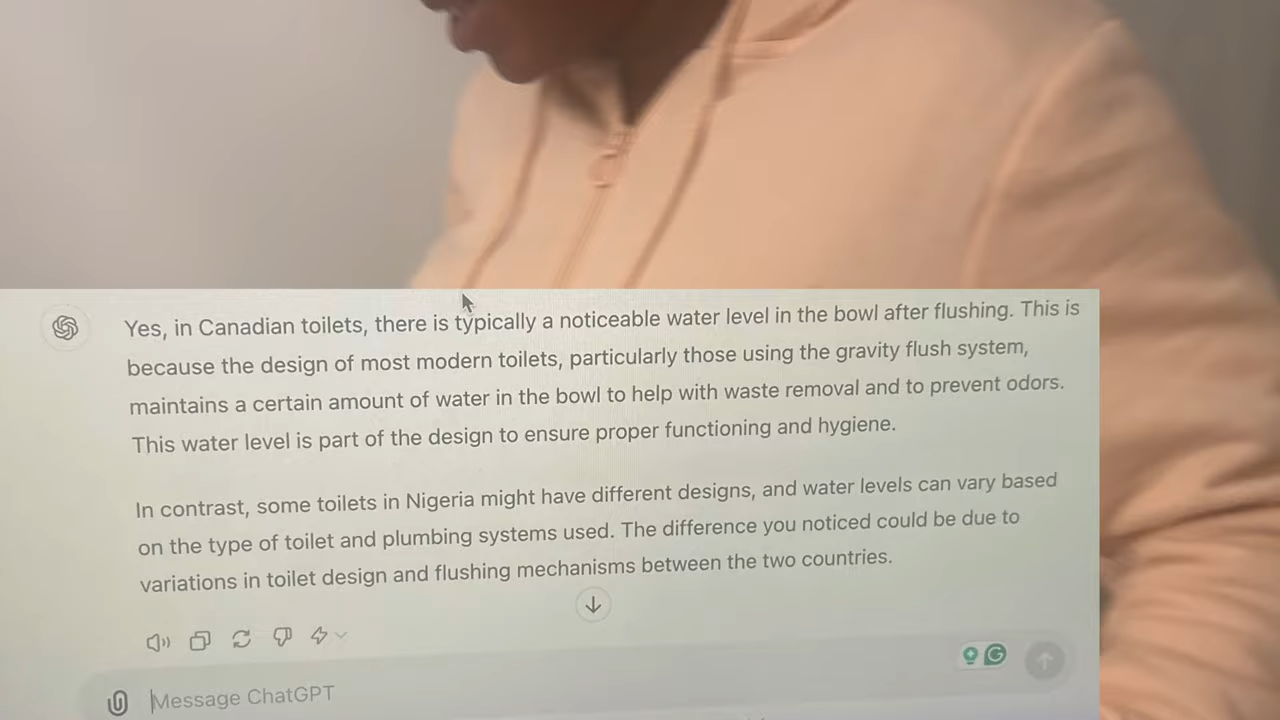 Yes, in Canadian toilets, there is typically a noticeable water level in the bowl after flushing. This is
because the design of most modern toilets, particularly those using the gravity flush system,
maintains a certain amount of water in the bowl to help with waste removal and to prevent odors.
This water level is part of the design to ensure proper functioning and hygiene.
In contrast, some toilets in Nigeria might have different designs, and water levels can vary based
on the type of toilet and plumbing systems used. The difference you noticed could be due to
variations in toilet design and flushing mechanisms between the two countries.
Message ChatGPT